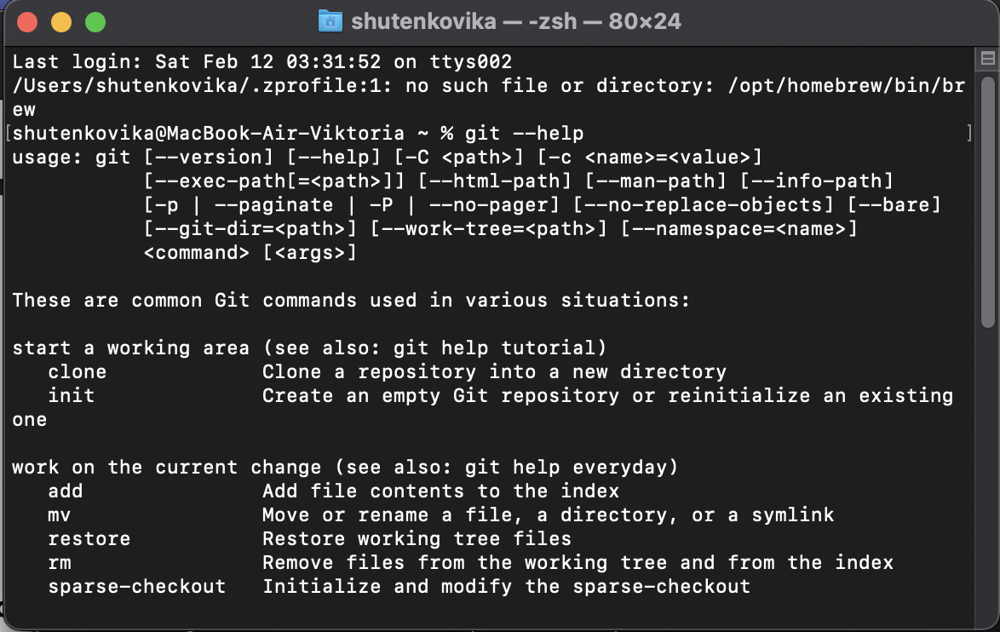 shutenkovika — -zsh — 80×24
Last login: Sat Feb 12 03:31:52 on ttys002
/Users/shutenkovika/.zprofile:1: no such file or directory: /opt/homebrew/bin/br
ew
[shutenkovika@MacBook-Air-Viktoria ~ % git --help ]
usage: git [--version] [--help] [-C <path>] [-c <name>=<value>]
           [--exec-path[=<path>]] [--html-path] [--man-path] [--info-path]
           [-p | --paginate | -P | --no-pager] [--no-replace-objects] [--bare]
           [--git-dir=<path>] [--work-tree=<path>] [--namespace=<name>]
           <command> [<args>]
These are common Git commands used in various situations:
start a working area (see also: git help tutorial)
   clone             Clone a repository into a new directory
   init              Create an empty Git repository or reinitialize an existing
one
work on the current change (see also: git help everyday)
   add               Add file contents to the index
   mv                Move or rename a file, a directory, or a symlink
   restore           Restore working tree files
   rm                Remove files from the working tree and from the index
   sparse-checkout   Initialize and modify the sparse-checkout